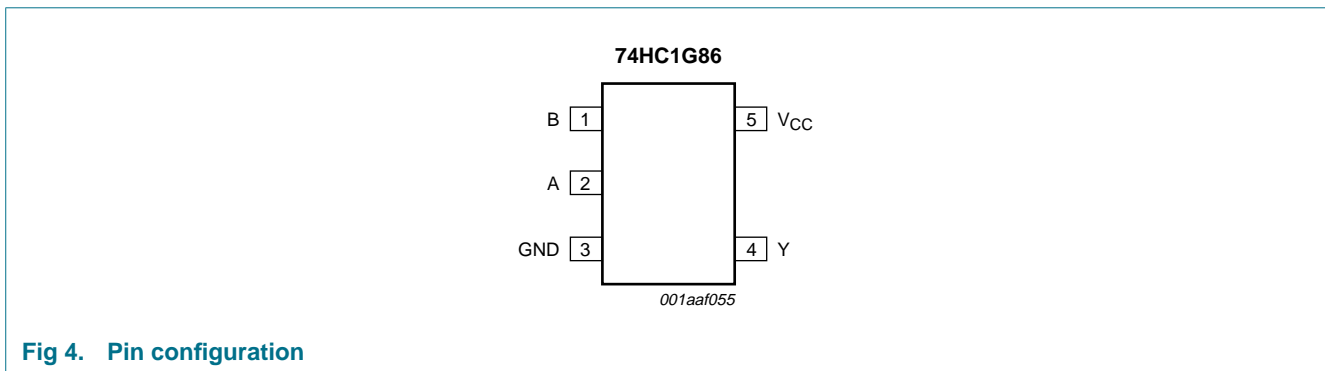 74HC1G86
B 1 5 VCC
A 2
GND 3 4 Y
001aaf055
Fig 4. Pin configuration